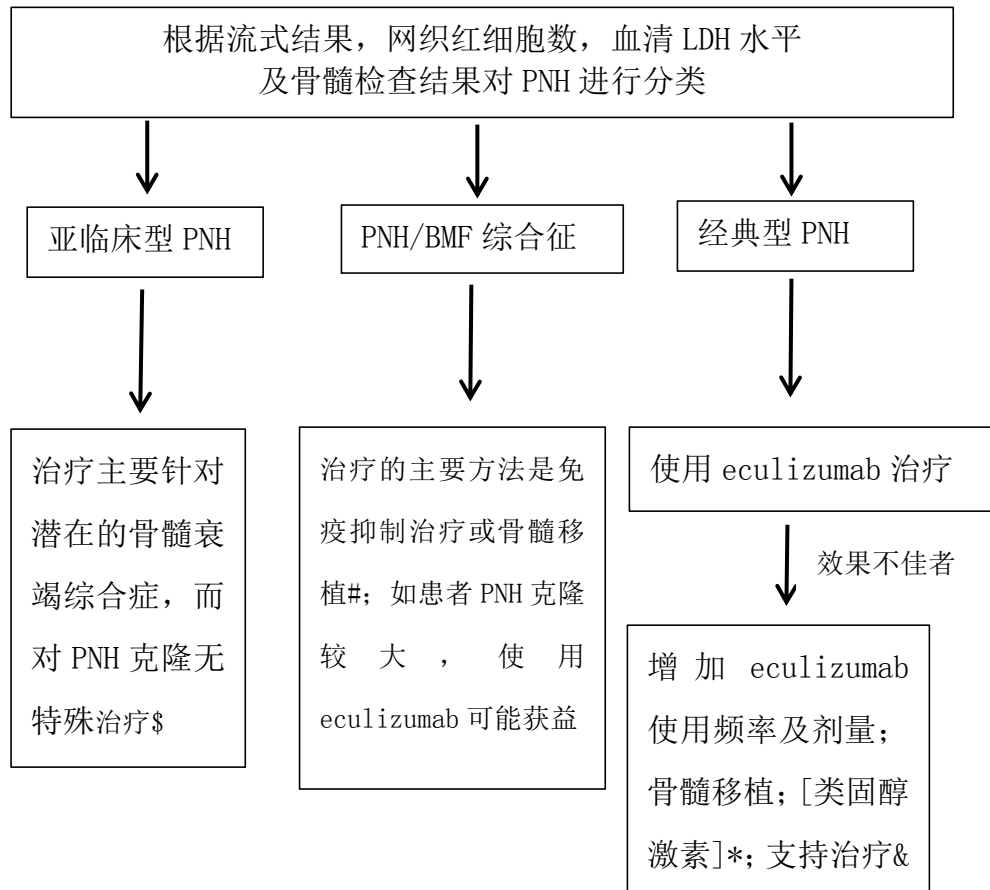 根据流式结果，网织红细胞数，血清 LDH 水平
及骨髓检查结果对 PNH 进行分类
亚临床型 PNH
PNH/BMF 综合征
经典型 PNH
治疗主要针对
潜在的骨髓衰
竭综合症，而
对 PNH 克隆无
特殊治疗$
治疗的主要方法是免
疫抑制治疗或骨髓移
植#；如患者 PNH 克隆
较大，使用
eculizumab 可能获益
使用 eculizumab 治疗
效果不佳者
增加 eculizumab
使用频率及剂量；
骨髓移植；[类固醇
激素]*；支持治疗&